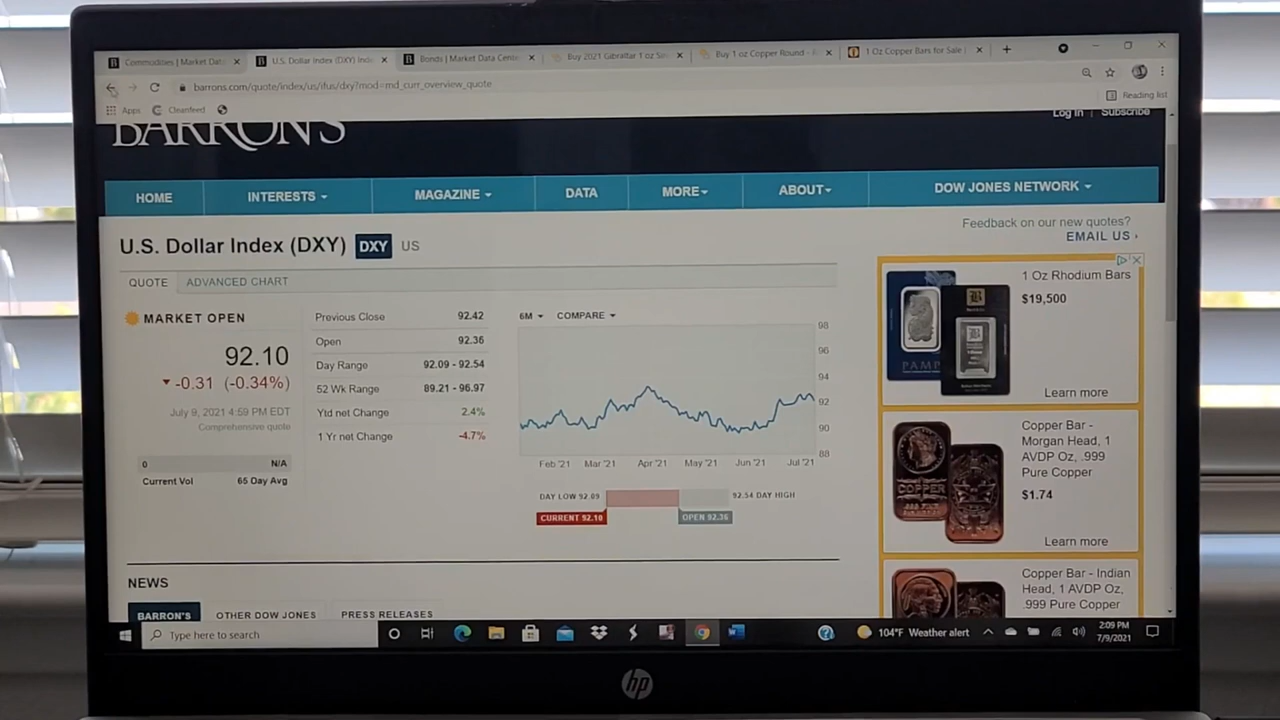 Commodities | Market Dat
U.S. Dollar Index (DXY) Ind
Bonds | Market Data Cente
Buy 2021 Gibraltar 1 oz
Buy 1 oz Copper Round -
1 Oz Copper Bars for Sale |
barrons.com/quote/index/us/ifus/dxy?mod=md_curr_overview_quote
Apps
Cleanfeed
Reading list
BARRON'S
Log In | Subscribe
HOME
INTERESTS
MAGAZINE
DATA
MORE
ABOUT
DOW JONES NETWORK
Feedback on our new quotes?
EMAIL US ›
U.S. Dollar Index (DXY) DXY US
QUOTE
ADVANCED CHART
MARKET OPEN
92.10
-0.31 (-0.34%)
July 9, 2021 4:59 PM EDT
Comprehensive quote
0 N/A
Current Vol 65 Day Avg
Previous Close 92.42
Open 92.36
Day Range 92.09 - 92.54
52 Wk Range 89.21 - 96.97
Ytd net Change 2.4%
1 Yr net Change -4.7%
6M
COMPARE
98
96
94
92
90
88
Feb '21 Mar '21 Apr '21 May '21 Jun '21 Jul '21
DAY LOW 92.09
92.54 DAY HIGH
CURRENT 92.10
OPEN 92.36
NEWS
BARRON'S
OTHER DOW JONES
PRESS RELEASES
1 Oz Rhodium Bars
$19,500
Learn more
PAMP
Copper Bar -
Morgan Head, 1
AVDP Oz, .999
Pure Copper
$1.74
Learn more
COPPER
Copper Bar - Indian
Head, 1 AVDP Oz,
.999 Pure Copper
Type here to search
104°F Weather alert
2:09 PM
7/9/2021
hp